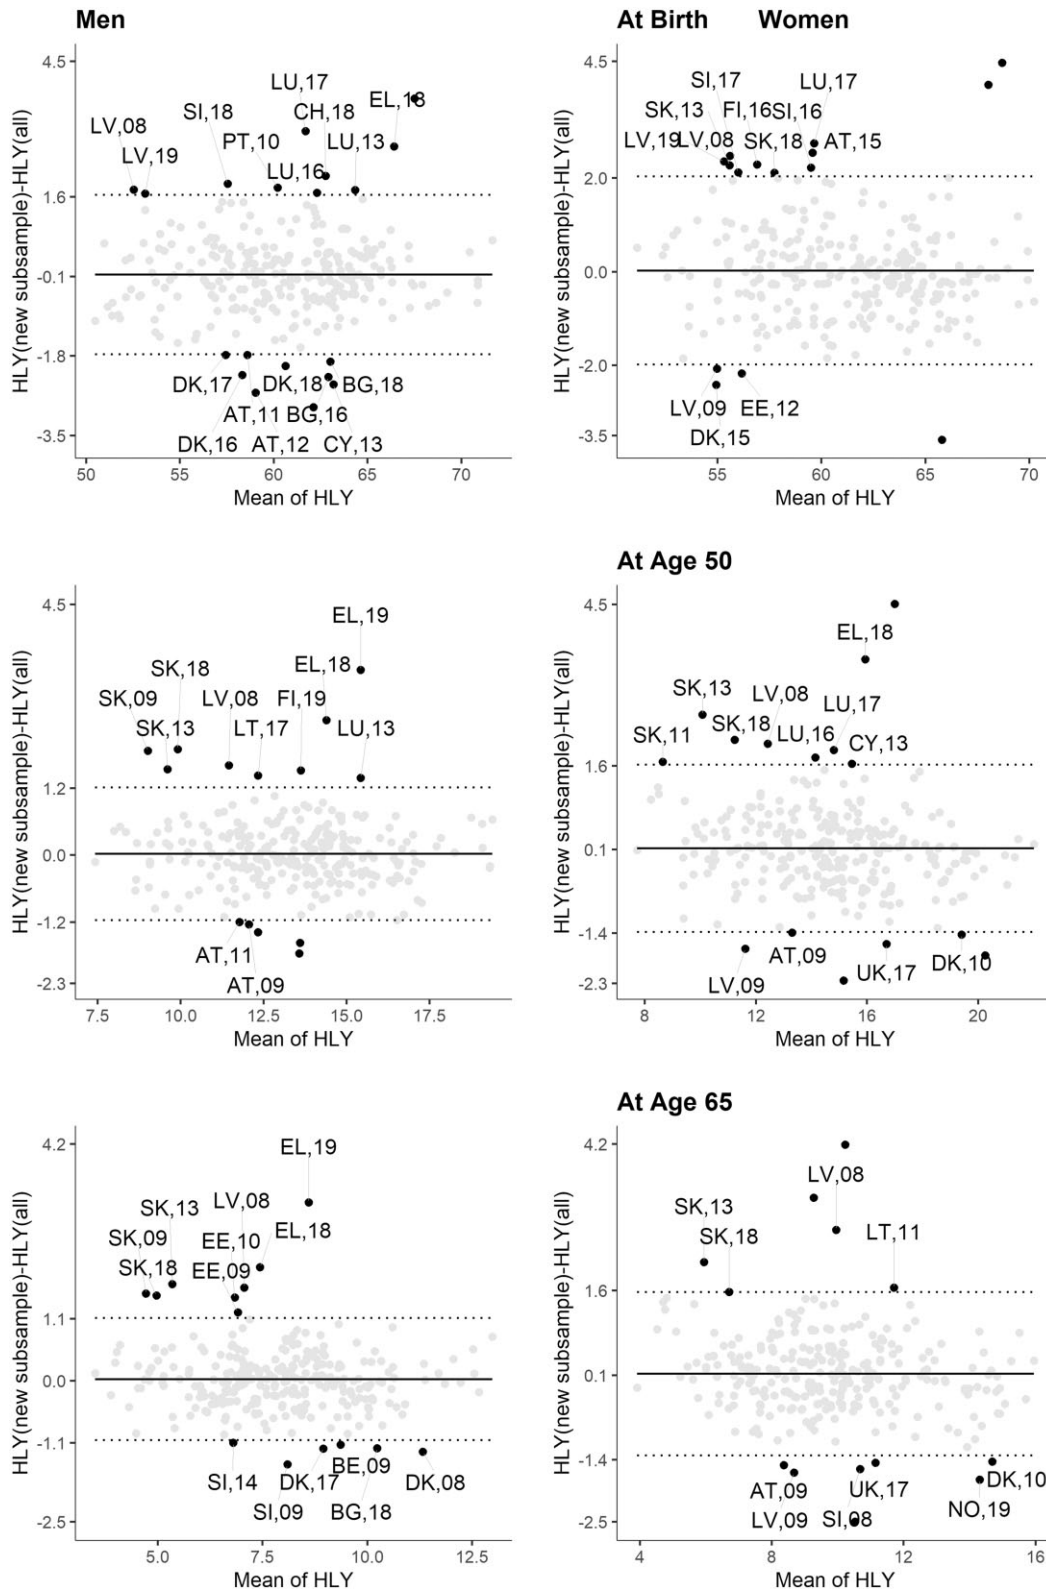 Men
At Birth Women
HLY(new subsample)-HLY(all)
4.5
1.6
-0.1
-1.8
-3.5
LV,08
LV,19
SI,18
PT,10
LU,17
CH,18
LU,16
EL,18
LU,13
DK,17
DK,16
AT,11
AT,12
DK,18
BG,16
BG,18
CY,13
50 55 60 65 70
Mean of HLY
HLY(new subsample)-HLY(all)
4.5
2.0
0.0
-2.0
-3.5
SI,17
LU,17
SK,13
FI,16
SI,16
LV,19
LV,08
SK,18
AT,15
LV,09
DK,15
EE,12
55 60 65 70
Mean of HLY
HLY(new subsample)-HLY(all)
4.5
1.2
0.0
-1.2
-2.3
EL,19
SK,18
EL,18
SK,09
LV,08
FI,19
SK,13
LT,17
LU,13
AT,11
AT,09
7.5 10.0 12.5 15.0 17.5
Mean of HLY
At Age 50
HLY(new subsample)-HLY(all)
4.5
1.6
0.1
-1.4
-2.3
EL,18
SK,13
LV,08
LU,17
SK,11
SK,18
LU,16
CY,13
AT,09
LV,09
UK,17
DK,10
8 12 16 20
Mean of HLY
HLY(new subsample)-HLY(all)
4.2
1.1
0.0
-1.1
-2.5
EL,19
SK,13
LV,08
SK,09
EE,10
EL,18
SK,18
EE,09
SI,14
SI,09
DK,17
BE,09
BG,18
DK,08
5.0 7.5 10.0 12.5
Mean of HLY
At Age 65
HLY(new subsample)-HLY(all)
4.2
1.6
0.1
-1.4
-2.5
LV,08
SK,13
SK,18
LT,11
AT,09
LV,09
SI,08
UK,17
NO,19
DK,10
4 8 12 16
Mean of HLY